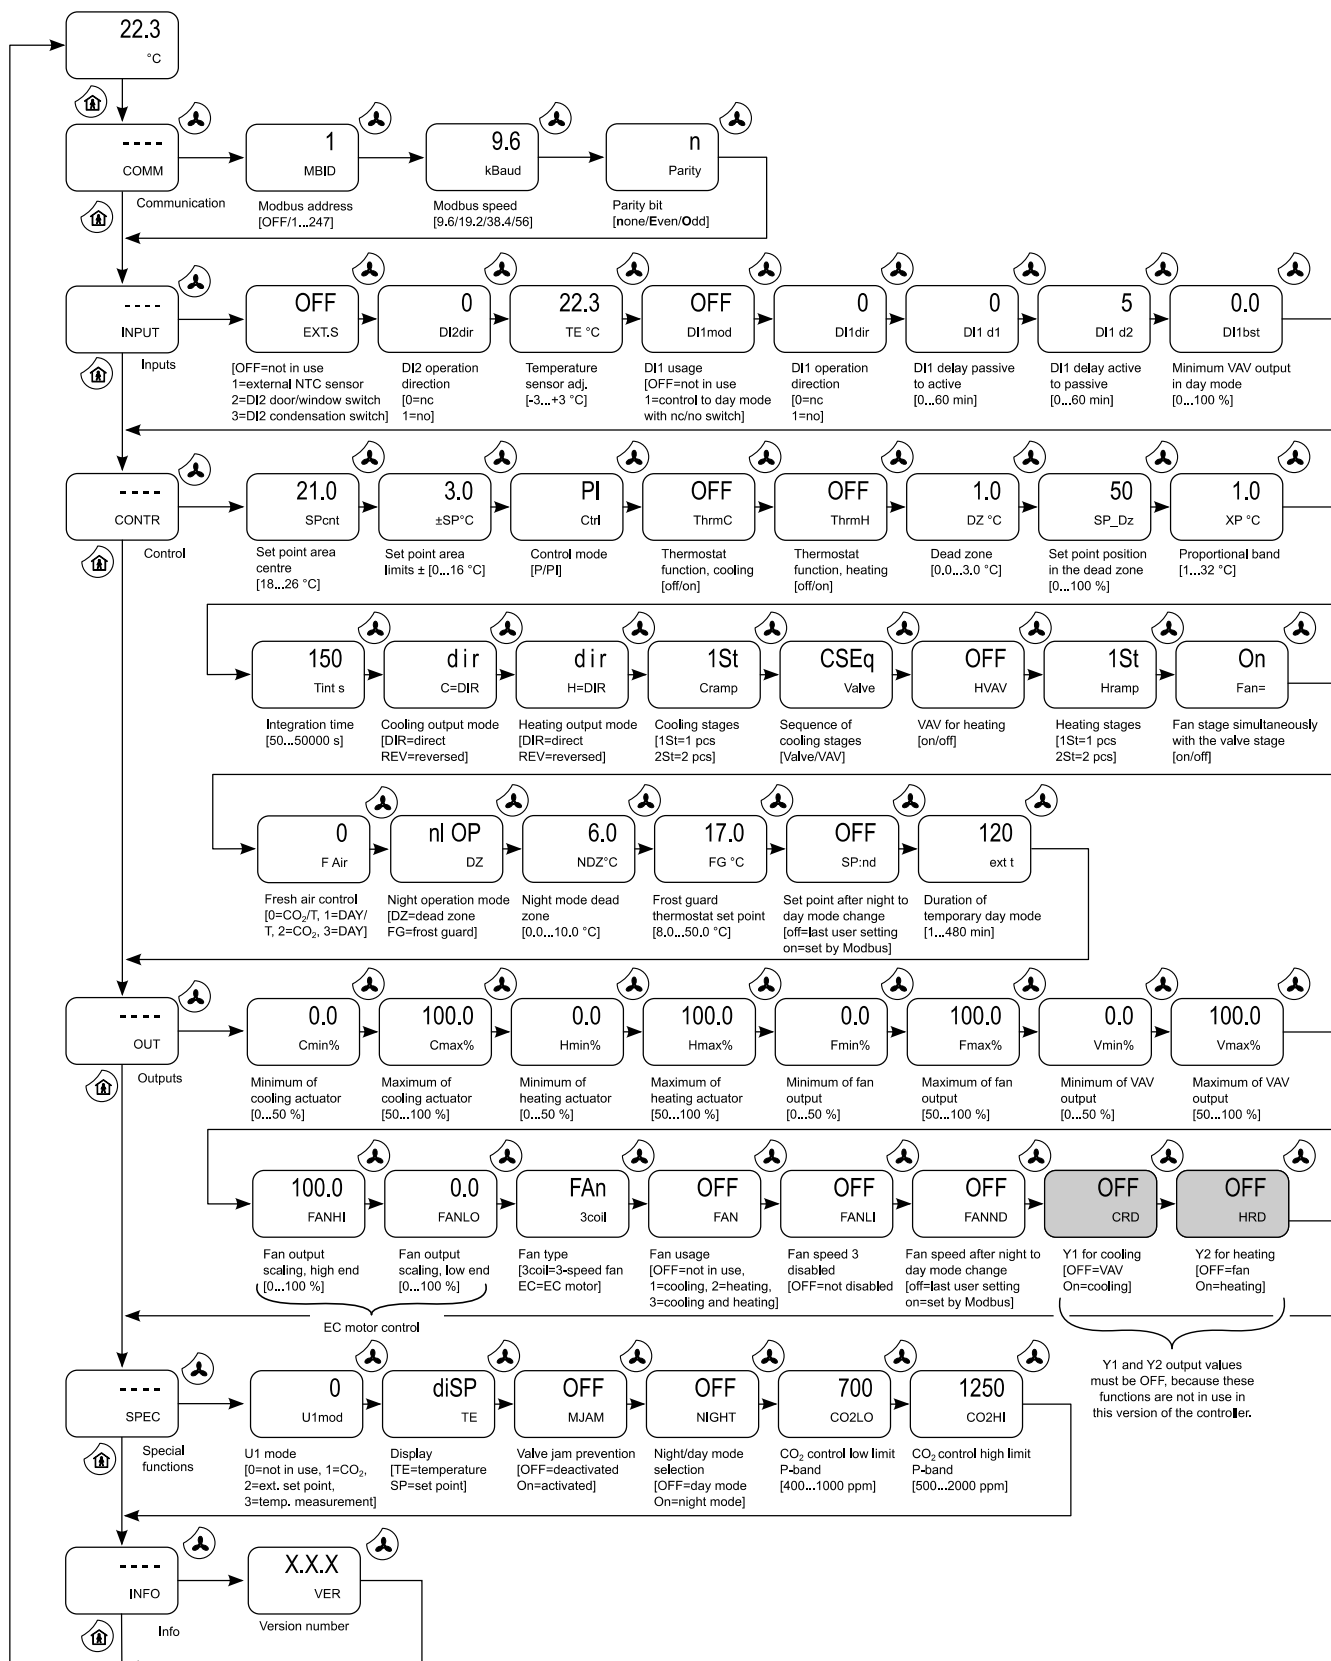 22.3
°C
----
COMM
Communication
1
MBID
Modbus address
[OFF/1...247]
9.6
kBaud
Modbus speed
[9.6/19.2/38.4/56]
n
Parity
Parity bit
[none/Even/Odd]
----
INPUT
Inputs
OFF
EXT.S
[OFF=not in use
1=external NTC sensor
2=DI2 door/window switch
3=DI2 condensation switch]
0
DI2dir
DI2 operation
direction
[0=nc
1=no]
22.3
TE °C
Temperature
sensor adj.
[-3...+3 °C]
OFF
DI1mod
DI1 usage
[OFF=not in use
1=control to day mode
with nc/no switch]
0
DI1dir
DI1 operation
direction
[0=nc
1=no]
0
DI1 d1
DI1 delay passive
to active
[0...60 min]
5
DI1 d2
DI1 delay active
to passive
[0...60 min]
0.0
DI1bst
Minimum VAV output
in day mode
[0...100 %]
----
CONTR
Control
21.0
SPcnt
Set point area
centre
[18...26 °C]
3.0
±SP°C
Set point area
limits ± [0...16 °C]
PI
Ctrl
Control mode
[P/PI]
OFF
ThrmC
Thermostat
function, cooling
[off/on]
OFF
ThrmH
Thermostat
function, heating
[off/on]
1.0
DZ °C
Dead zone
[0.0...3.0 °C]
50
SP_Dz
Set point position
in the dead zone
[0...100 %]
1.0
XP °C
Proportional band
[1...32 °C]
150
Tint s
Integration time
[50...50000 s]
dir
C=DIR
Cooling output mode
[DIR=direct
REV=reversed]
dir
H=DIR
Heating output mode
[DIR=direct
REV=reversed]
1St
Cramp
Cooling stages
[1St=1 pcs
2St=2 pcs]
CSEq
Valve
Sequence of
cooling stages
[Valve/VAV]
OFF
HVAV
VAV for heating
[on/off]
1St
Hramp
Heating stages
[1St=1 pcs
2St=2 pcs]
On
Fan=
Fan stage simultaneously
with the valve stage
[on/off]
0
F Air
Fresh air control
[0=CO₂/T, 1=DAY/
T, 2=CO₂, 3=DAY]
nI OP
DZ
Night operation mode
[DZ=dead zone
FG=frost guard]
6.0
NDZ°C
Night mode dead
zone
[0.0...10.0 °C]
17.0
FG °C
Frost guard
thermostat set point
[8.0...50.0 °C]
OFF
SP:nd
Set point after night to
day mode change
[off=last user setting
on=set by Modbus]
120
ext t
Duration of
temporary day mode
[1...480 min]
----
OUT
Outputs
0.0
Cmin%
Minimum of
cooling actuator
[0...50 %]
100.0
Cmax%
Maximum of
cooling actuator
[50...100 %]
0.0
Hmin%
Minimum of
heating actuator
[0...50 %]
100.0
Hmax%
Maximum of
heating actuator
[50...100 %]
0.0
Fmin%
Minimum of fan
output
[0...50 %]
100.0
Fmax%
Maximum of fan
output
[50...100 %]
0.0
Vmin%
Minimum of VAV
output
[0...50 %]
100.0
Vmax%
Maximum of VAV
output
[50...100 %]
100.0
FANHI
Fan output
scaling, high end
[0...100 %]
0.0
FANLO
Fan output
scaling, low end
[0...100 %]
EC motor control
FAn
3coil
Fan type
[3coil=3-speed fan
EC=EC motor]
OFF
FAN
Fan usage
[OFF=not in use,
1=cooling, 2=heating,
3=cooling and heating]
OFF
FANLI
Fan speed 3
disabled
[OFF=not disabled
OFF
FANND
Fan speed after night to
day mode change
[off=last user setting
on=set by Modbus]
OFF
CRD
Y1 for cooling
[OFF=VAV
On=cooling]
OFF
HRD
Y2 for heating
[OFF=fan
On=heating]
Y1 and Y2 output values
must be OFF, because these
functions are not in use in
this version of the controller.
----
SPEC
Special
functions
0
U1mod
U1 mode
[0=not in use, 1=CO₂,
2=ext. set point,
3=temp. measurement]
diSP
TE
Display
[TE=temperature
SP=set point]
OFF
MJAM
Valve jam prevention
[OFF=deactivated
On=activated]
OFF
NIGHT
Night/day mode
selection
[OFF=day mode
On=night mode]
700
CO2LO
CO₂ control low limit
P-band
[400...1000 ppm]
1250
CO2HI
CO₂ control high limit
P-band
[500...2000 ppm]
----
INFO
Info
X.X.X
VER
Version number